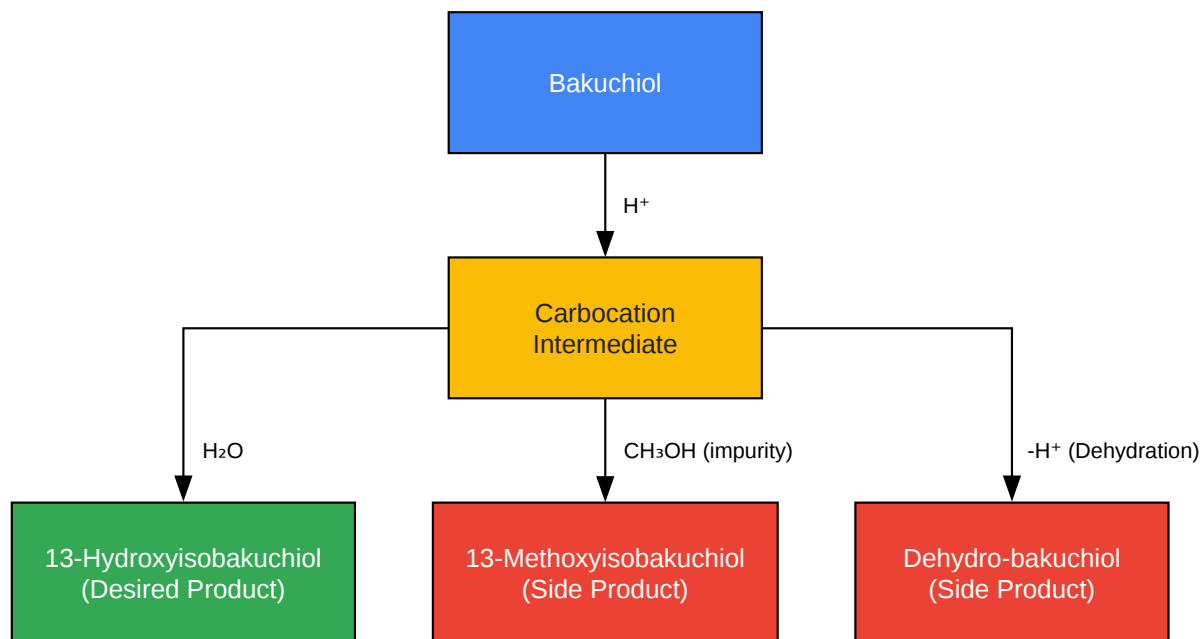 Bakuchiol
H⁺
Carbocation
Intermediate
H₂O
CH₃OH (impurity)
-H⁺ (Dehydration)
13-Hydroxyisobakuchiol
(Desired Product)
13-Methoxyisobakuchiol
(Side Product)
Dehydro-bakuchiol
(Side Product)